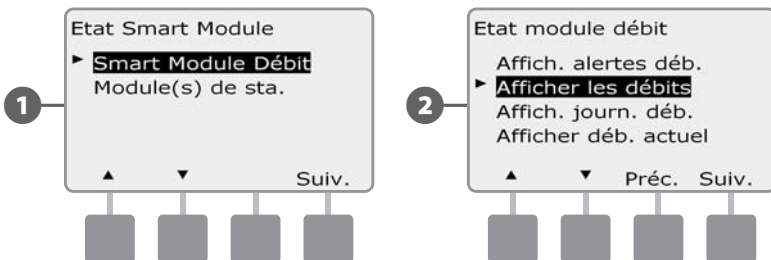 1
Etat Smart Module
► Smart Module Débit
Module(s) de sta.
▲ ▼ Suiv.
2
Etat module débit
Affich. alertes déb.
► Afficher les débits
Affich. journ. déb.
Afficher déb. actuel
▲ ▼ Préc. Suiv.